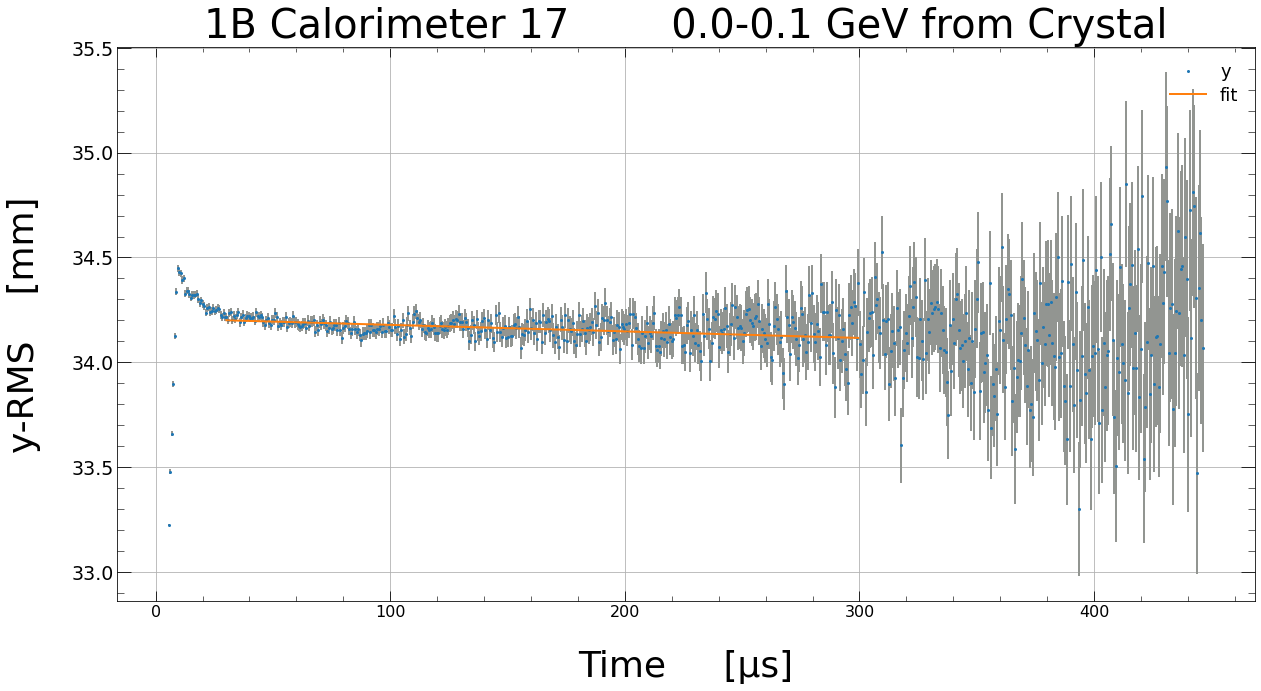 1B Calorimeter 17 0.0-0.1 GeV from Crystal
y
fit
35.5
35.0
34.5
34.0
33.5
33.0
y-RMS [mm]
0 100 200 300 400
Time [μs]